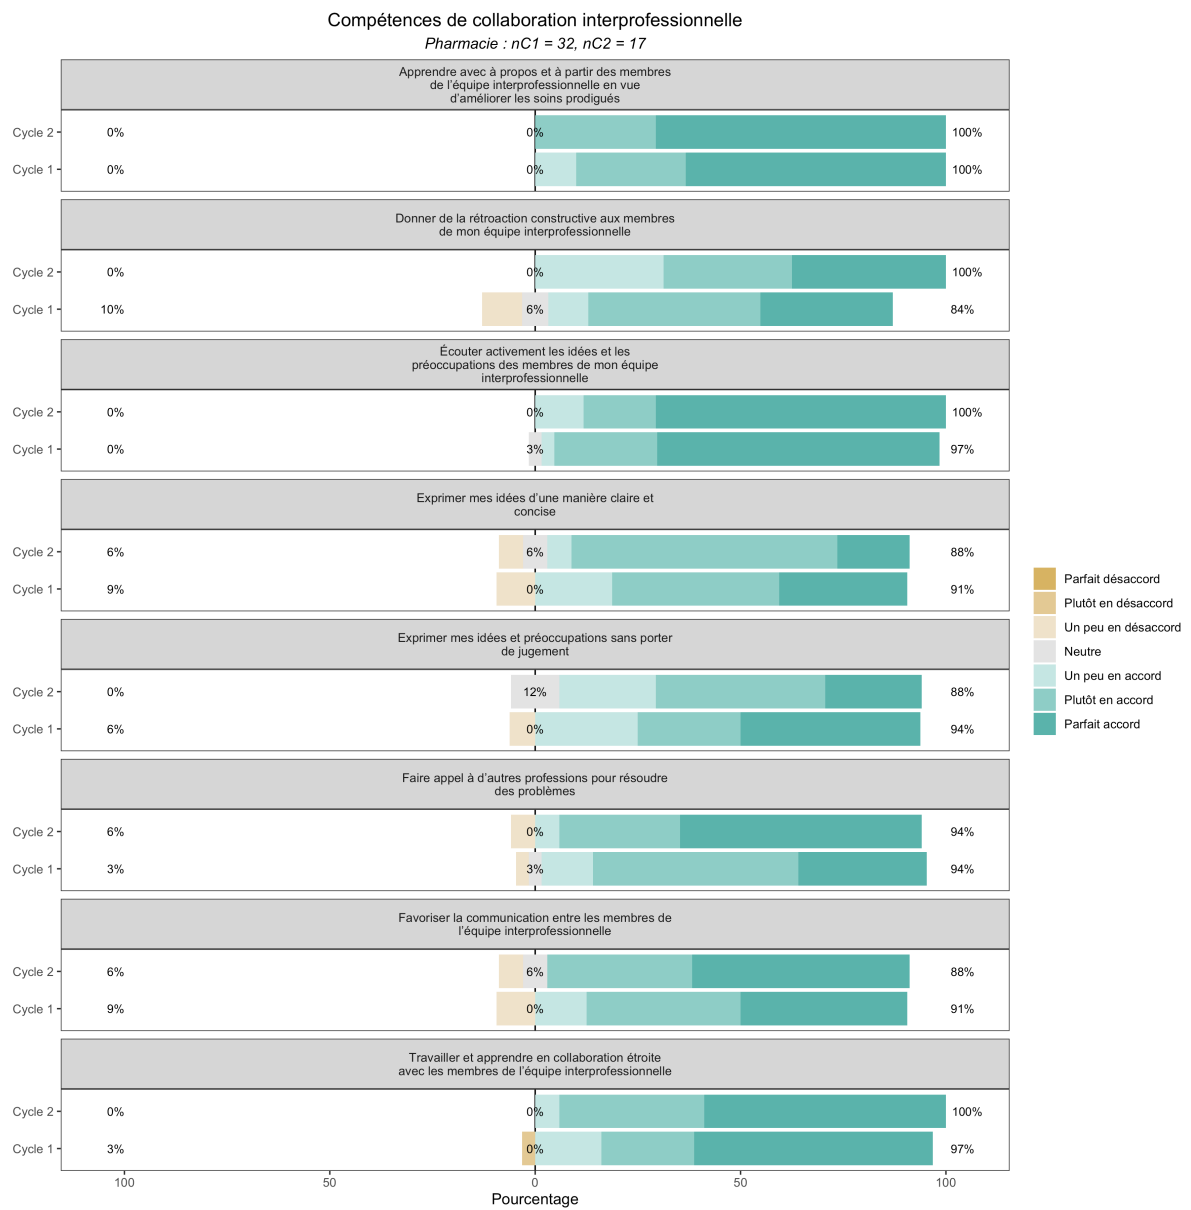 Compétences de collaboration interprofessionnelle
Pharmacie : nC1 = 32, nC2 = 17
Apprendre avec à propos et à partir des membres
de l’équipe interprofessionnelle en vue
d’améliorer les soins prodigués
Cycle 2 0% 0% 100%
Cycle 1 0% 0% 100%
Donner de la rétroaction constructive aux membres
de mon équipe interprofessionnelle
Cycle 2 0% 0% 100%
Cycle 1 10% 6% 84%
Écouter activement les idées et les
préoccupations des membres de mon équipe
interprofessionnelle
Cycle 2 0% 0% 100%
Cycle 1 0% 3% 97%
Exprimer mes idées d’une manière claire et
concise
Cycle 2 6% 6% 88%
Cycle 1 9% 0% 91%
Exprimer mes idées et préoccupations sans porter
de jugement
Cycle 2 0% 12% 88%
Cycle 1 6% 0% 94%
Faire appel à d’autres professions pour résoudre
des problèmes
Cycle 2 6% 0% 94%
Cycle 1 3% 3% 94%
Favoriser la communication entre les membres de
l’équipe interprofessionnelle
Cycle 2 6% 6% 88%
Cycle 1 9% 0% 91%
Travailler et apprendre en collaboration étroite
avec les membres de l’équipe interprofessionnelle
Cycle 2 0% 0% 100%
Cycle 1 3% 0% 97%
100 50 0 50 100
Pourcentage
Parfait désaccord
Plutôt en désaccord
Un peu en désaccord
Neutre
Un peu en accord
Plutôt en accord
Parfait accord